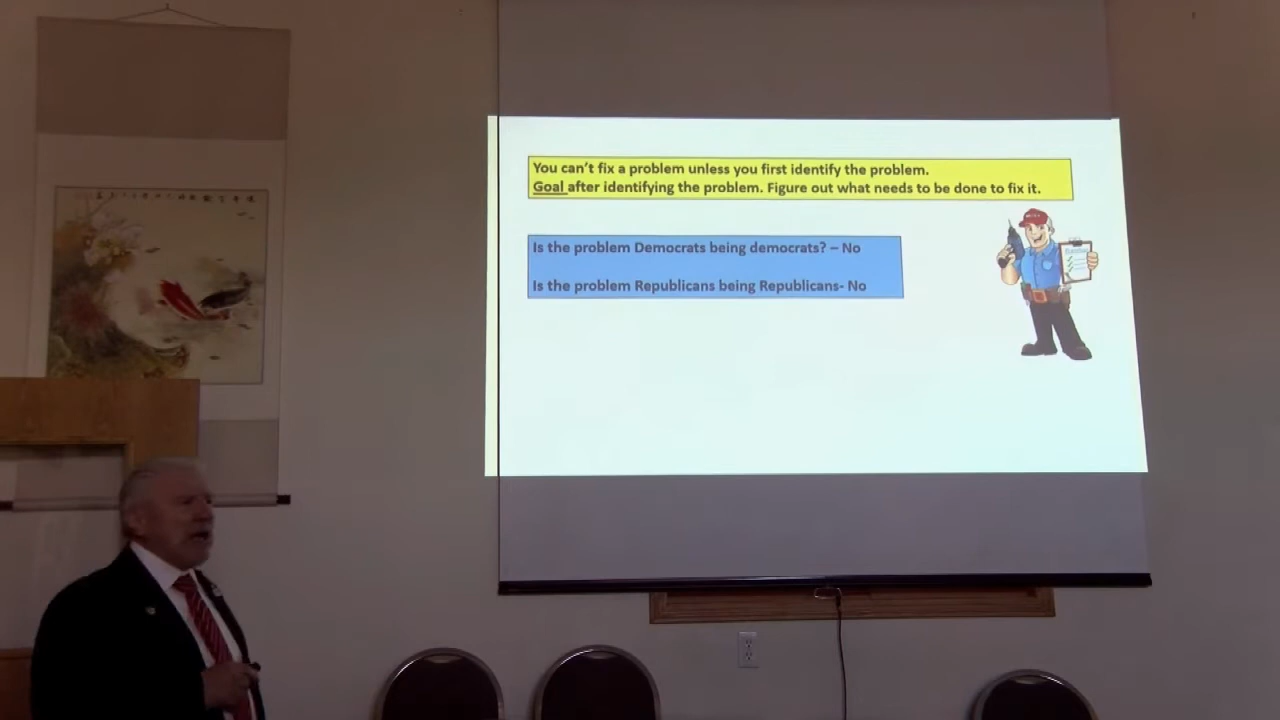 You can't fix a problem unless you first identify the problem.
Goal after identifying the problem. Figure out what needs to be done to fix it.
Is the problem Democrats being democrats? – No
Is the problem Republicans being Republicans- No